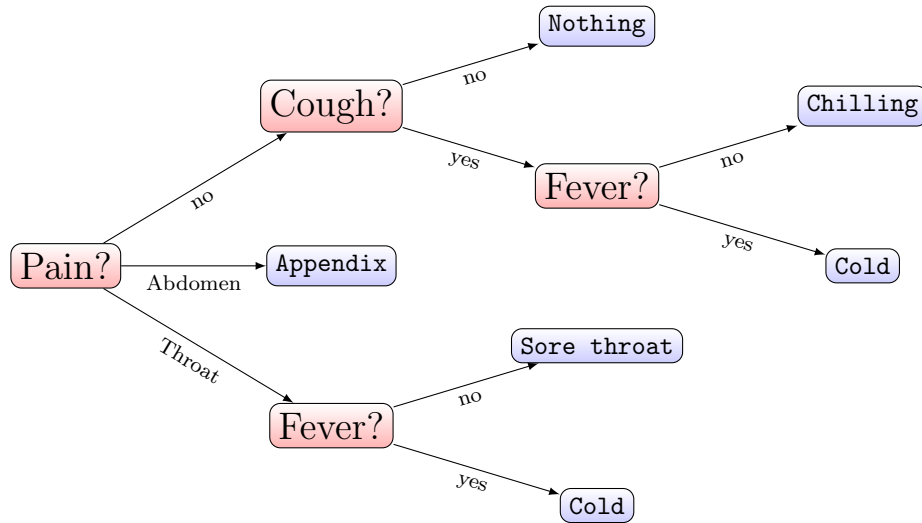 Nothing
no
Cough?
Chilling
yes
no
Fever?
no
yes
Pain?
Appendix
Cold
Abdomen
Throat
Sore throat
no
Fever?
yes
Cold